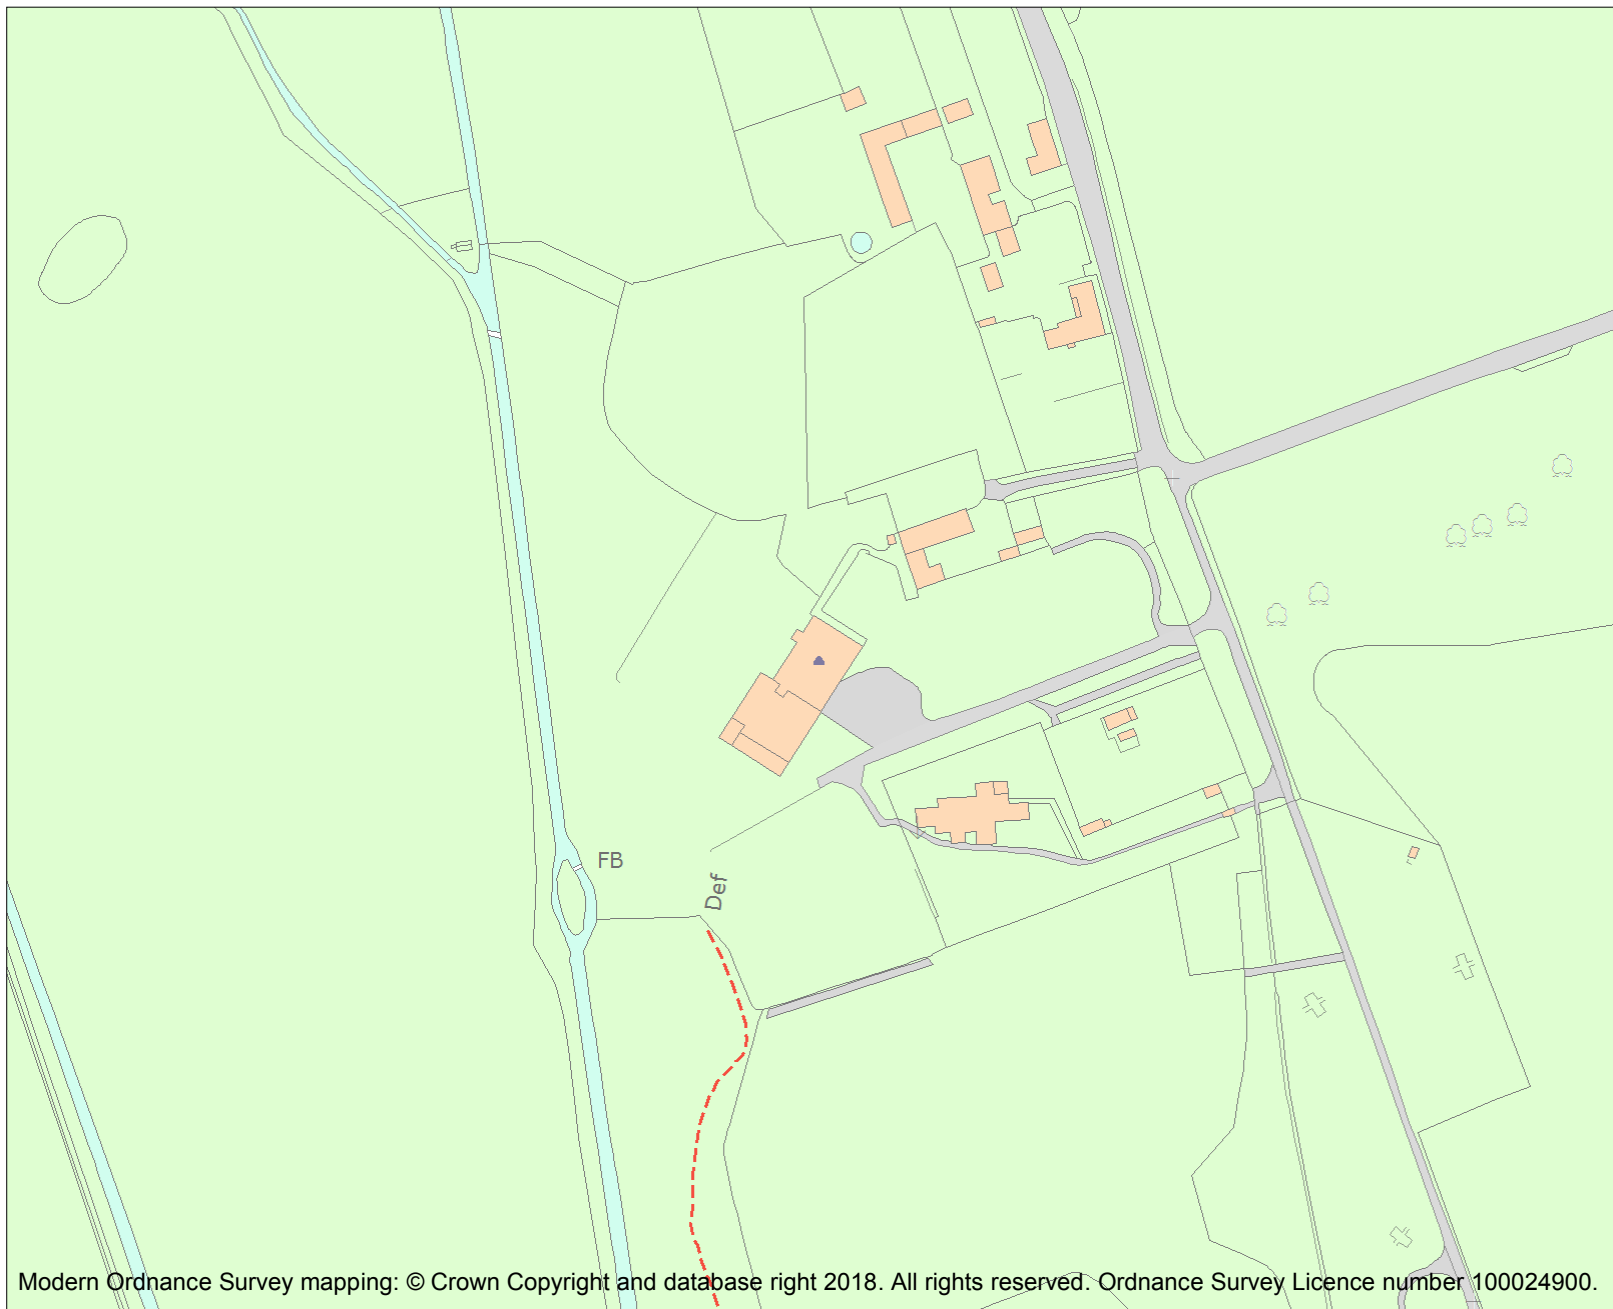 FB
Def
Modern Ordnance Survey mapping: © Crown Copyright and database right 2018. All rights reserved. Ordnance Survey Licence number 100024900.